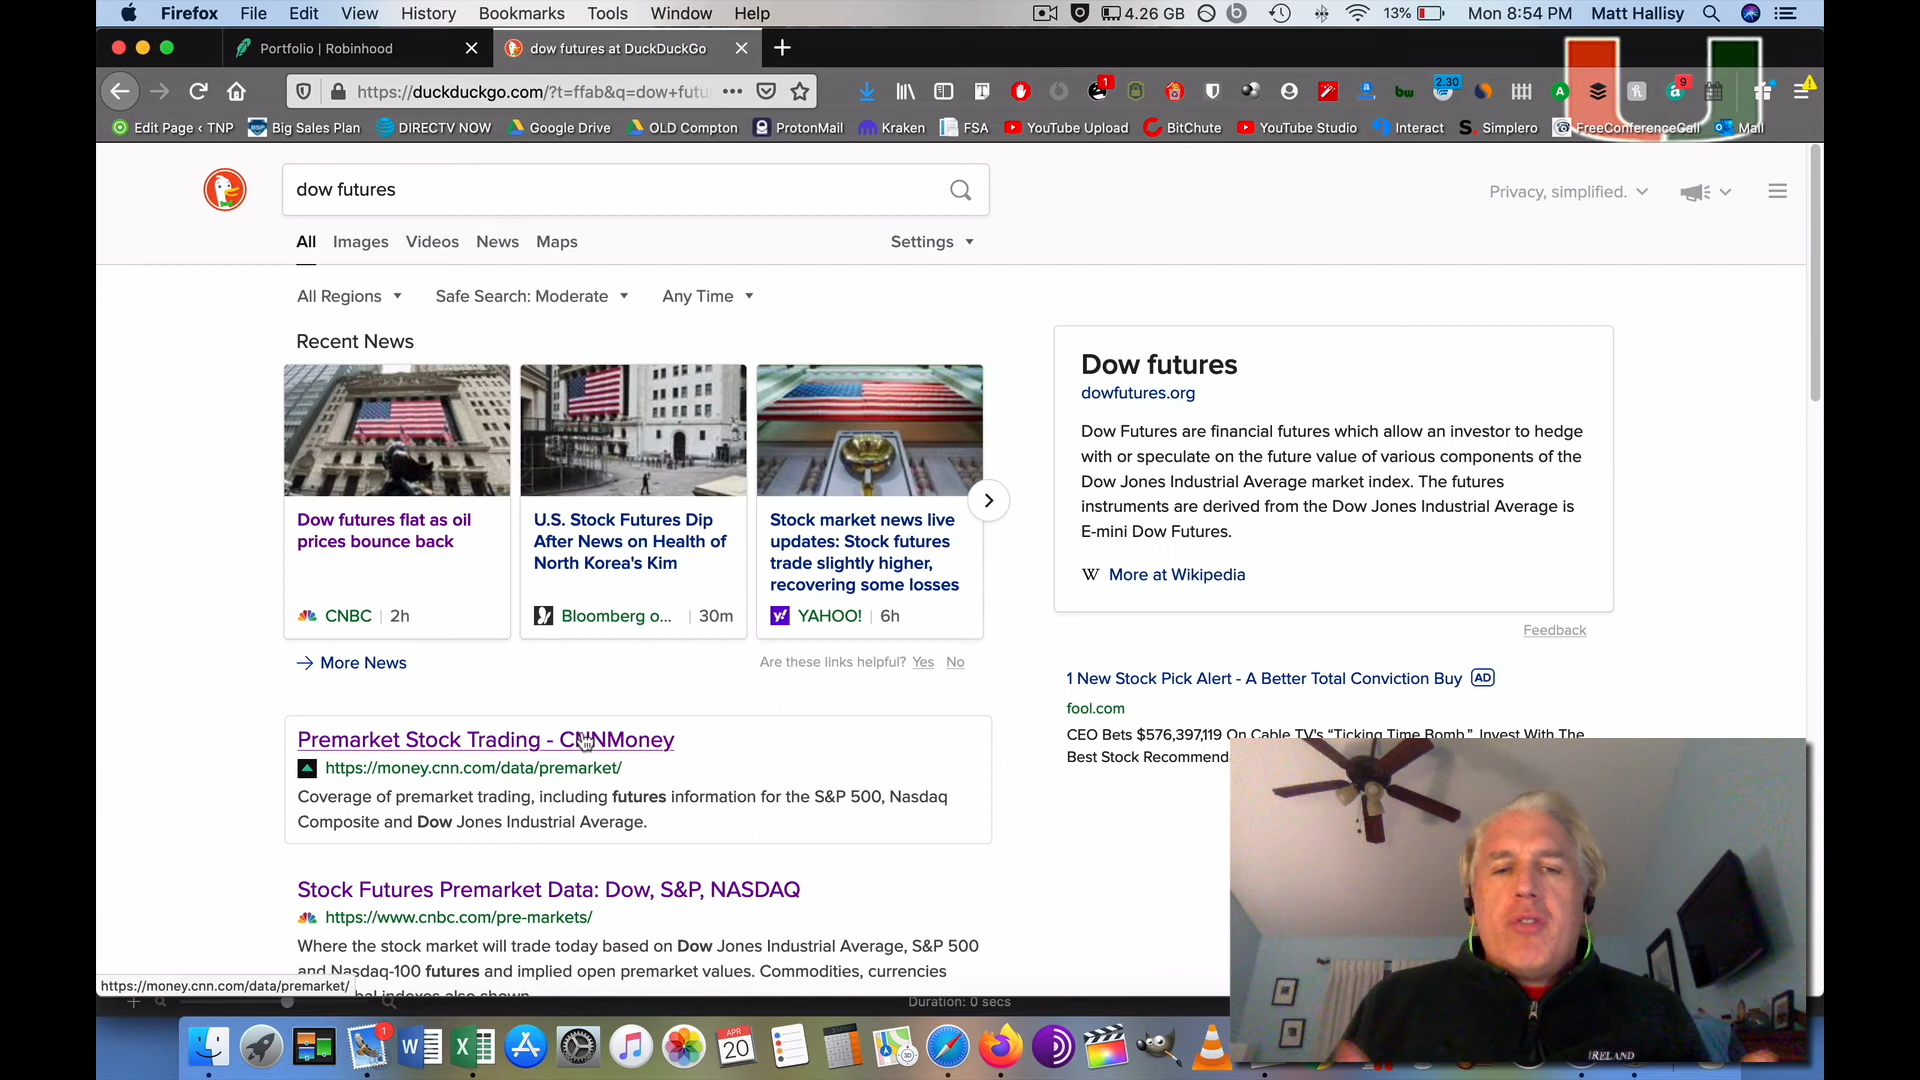 Firefox File Edit View History Bookmarks Tools Window Help 4.26 GB 13% Mon 8:54 PM Matt Hallisy
Portfolio | Robinhood dow futures at DuckDuckGo
https://duckduckgo.com/?t=ffab&q=dow+futu 1 bw 2.30 9
Edit Page ‹ TNP Big Sales Plan DIRECTV NOW Google Drive OLD Compton ProtonMail Kraken FSA YouTube Upload BitChute YouTube Studio Interact Simplero FreeConferenceCall Mail
dow futures
Privacy, simplified.
All Images Videos News Maps Settings
All Regions Safe Search: Moderate Any Time
Recent News
Dow futures flat as oil
prices bounce back
CNBC | 2h
U.S. Stock Futures Dip
After News on Health of
North Korea's Kim
Bloomberg o... | 30m
Stock market news live
updates: Stock futures
trade slightly higher,
recovering some losses
YAHOO! | 6h
More News
Are these links helpful? Yes No
Premarket Stock Trading - CNNMoney
https://money.cnn.com/data/premarket/
Coverage of premarket trading, including futures information for the S&P 500, Nasdaq
Composite and Dow Jones Industrial Average.
Stock Futures Premarket Data: Dow, S&P, NASDAQ
https://www.cnbc.com/pre-markets/
Where the stock market will trade today based on Dow Jones Industrial Average, S&P 500
and Nasdaq-100 futures and implied open premarket values. Commodities, currencies
Dow futures
dowfutures.org
Dow Futures are financial futures which allow an investor to hedge
with or speculate on the future value of various components of the
Dow Jones Industrial Average market index. The futures
instruments are derived from the Dow Jones Industrial Average is
E-mini Dow Futures.
W More at Wikipedia
Feedback
1 New Stock Pick Alert - A Better Total Conviction Buy AD
fool.com
CEO Bets $576,397,119 On Cable TV's “Ticking Time Bomb.” Invest With The
Best Stock Recommend
https://money.cnn.com/data/premarket/
Duration: 0 secs
1
APR
20
IRELAND